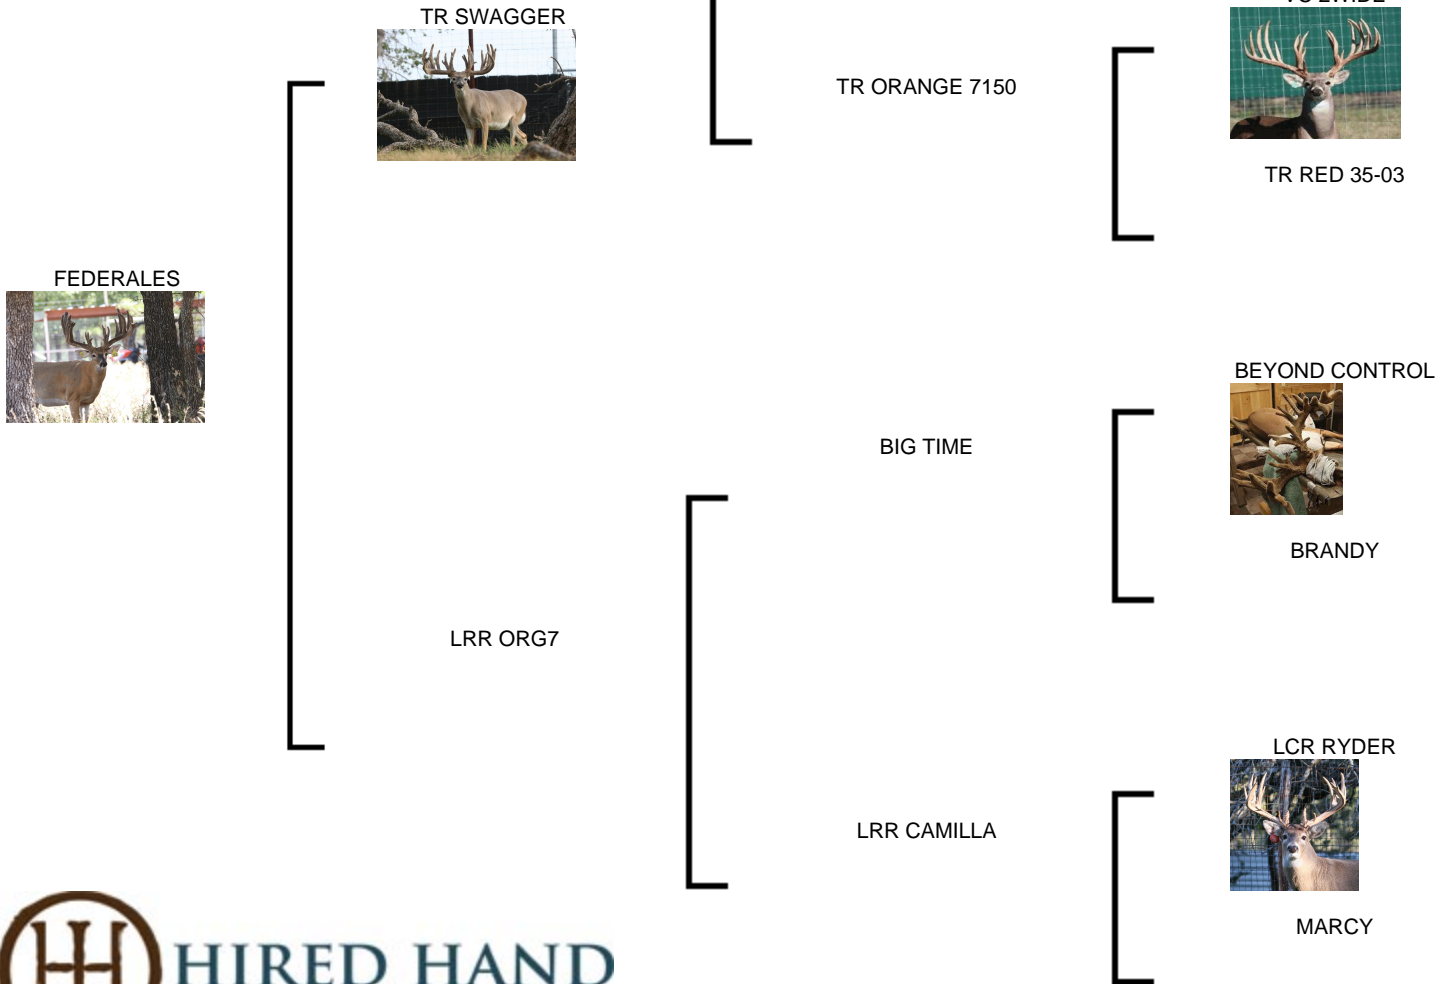 TR SWAGGER
TR ORANGE 7150
TR RED 35-03
FEDERALES
BEYOND CONTROL
BIG TIME
BRANDY
LRR ORG7
LCR RYDER
LRR CAMILLA
MARCY
HIRED HAND